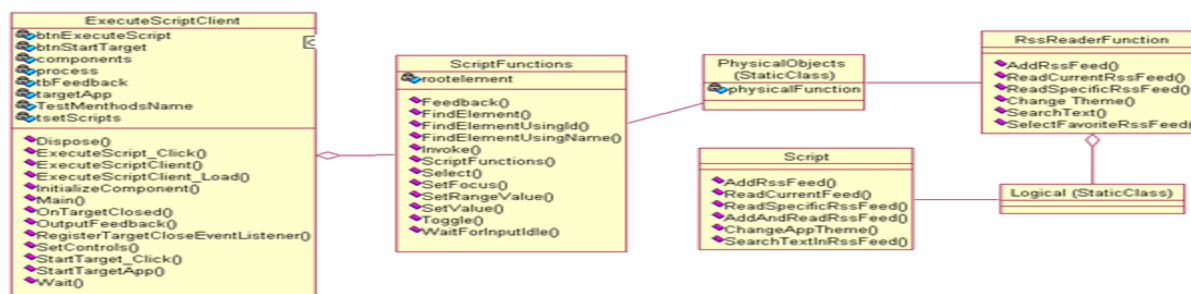 ExecuteScriptClient
btnExecuteScript
btnStartTarget
components
process
tbFeedback
targetApp
TestMenthodsName
tsetScripts
Dispose()
ExecuteScript_Click()
ExecuteScriptClient()
ExecuteScriptClient_Load()
InitializeComponent()
Main()
OnTargetClosed()
OutputFeedback()
RegisterTargetCloseEventListener()
SetControls()
StartTarget_Click()
StartTargetApp()
Wait()
ScriptFunctions
rootelement
Feedback()
FindElement()
FindElementUsingId()
FindElementUsingName()
Invoke()
ScriptFunctions()
Select()
SetFocus()
SetRangeValue()
SetValue()
Toggle()
WaitForInputIdle()
PhysicalObjects
(StaticClass)
physicalFunction
RssReaderFunction
AddRssFeed()
ReadCurrentRssFeed()
ReadSpecificRssFeed()
Change Theme()
SearchText()
SelectFavoriteRssFeed()
Script
AddRssFeed()
ReadCurrentFeed()
ReadSpecificRssFeed()
AddAndReadRssFeed()
ChangeAppTheme()
SearchTextInRssFeed()
Logical (StaticClass)